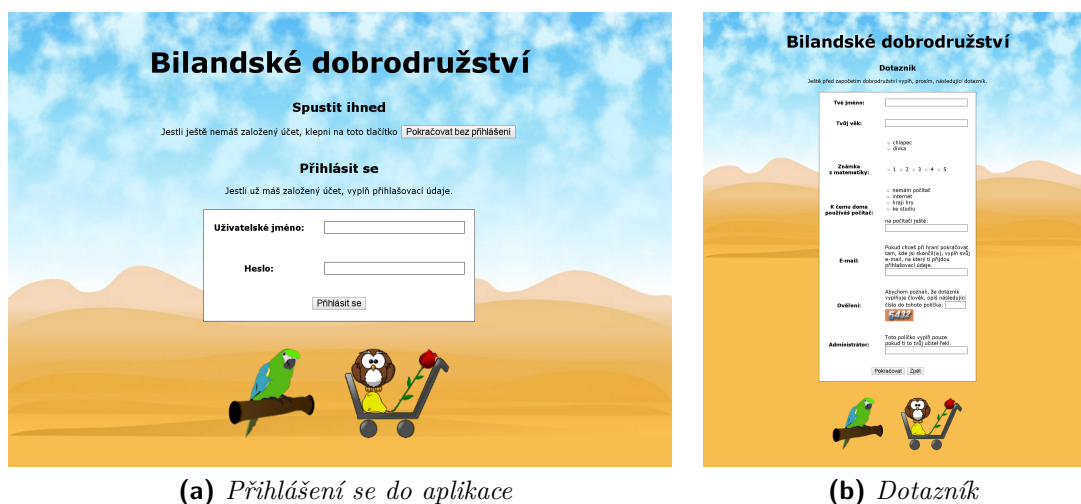 Bilandské dobrodružství
Spustit ihned
Jestli ještě nemáš založený účet, klepni na toto tlačítko Pokračovat bez přihlášení
Přihlásit se
Jestli už máš založený účet, vyplň přihlašovací údaje.
Uživatelské jméno:
Heslo:
Přihlásit se
(a) Přihlášení se do aplikace
Bilandské dobrodružství
Dotazník
Ještě před započetím dobrodružství vyplň, prosím, následující dotazník.
Tvé jméno:
Tvůj věk:
chlapec
dívka
Známka
z matematiky:
1 2 3 4 5
K čemu doma
používáš počítač:
nemám počítač
internet
hraji hry
ke studiu
na počítači ještě:
E-mail:
Pokud chceš při hraní pokračovat
tam, kde jsi skončil(a), vyplň svůj
e-mail, na který ti přijdou
přihlašovací údaje.
Ověření:
Abychom poznali, že dotazník
vyplňuje člověk, opiš následující
číslo do tohoto políčka:
5432
Administrátor:
Toto políčko vyplň pouze
pokud ti to tvůj učitel řekl.
Pokračovat Zpět
(b) Dotazník